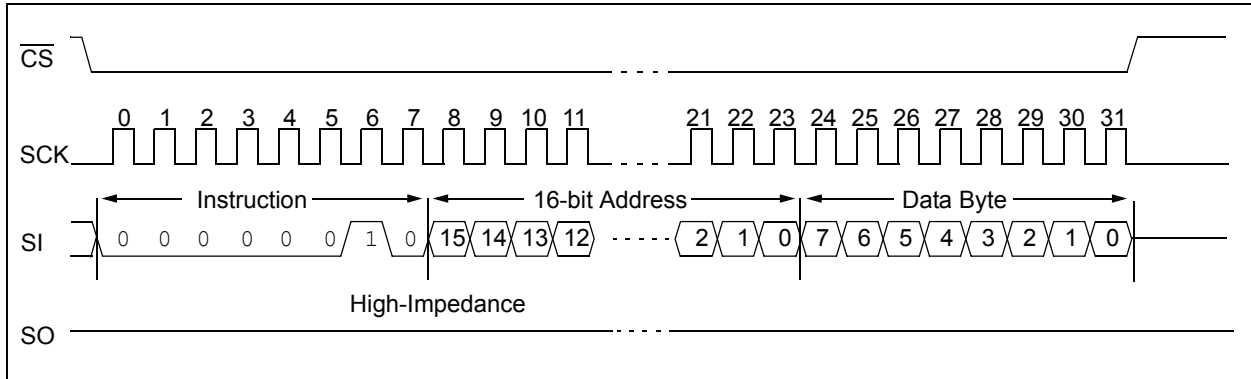 CS
0 1 2 3 4 5 6 7 8 9 10 11 21 22 23 24 25 26 27 28 29 30 31
SCK
Instruction 16-bit Address Data Byte
SI 0 0 0 0 0 0 1 0 15 14 13 12 2 1 0 7 6 5 4 3 2 1 0
High-Impedance
SO